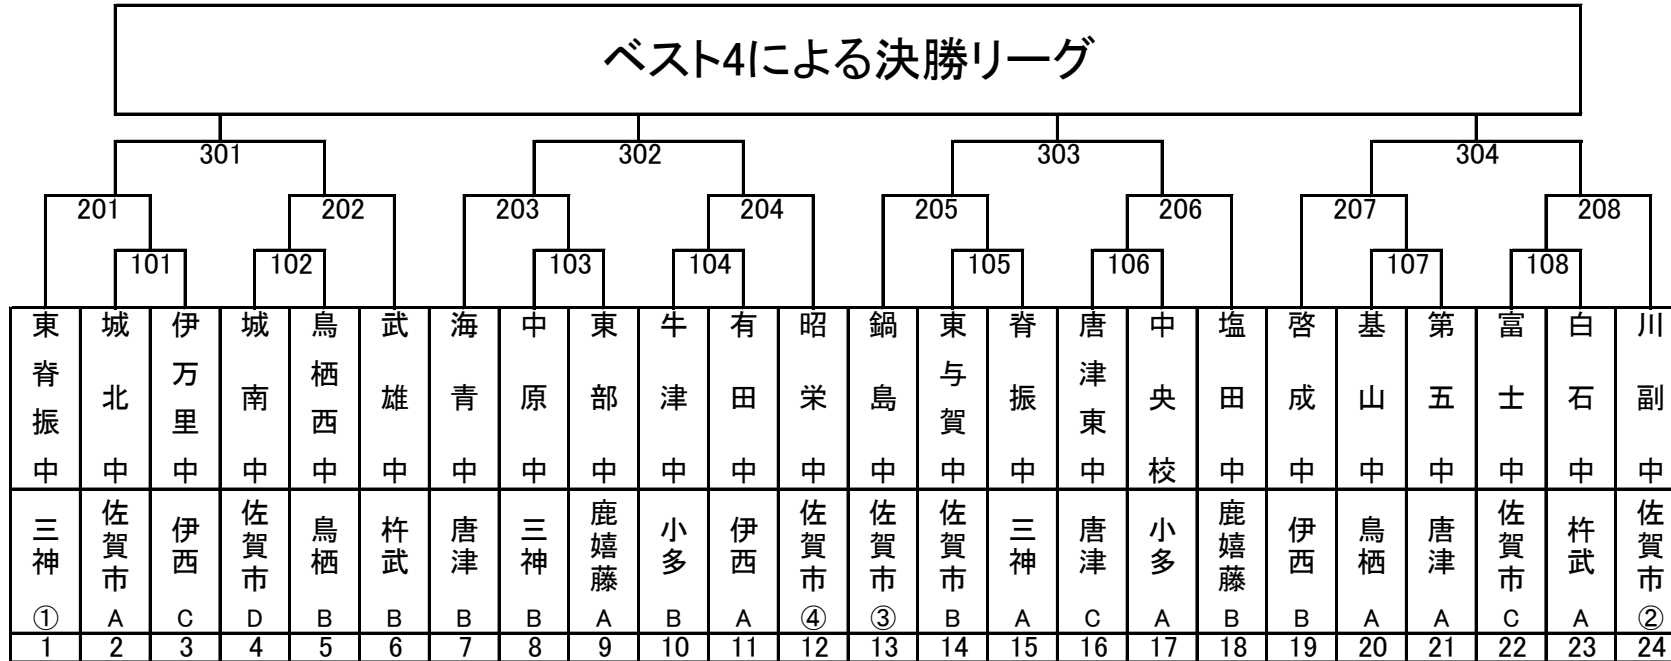 ベスト4による決勝リーグ
301 302 303 304
201 202 203 204 205 206 207 208
101 102 103 104 105 106 107 108
東脊振中 城北中 伊万里中 城南中 鳥栖西中 武雄中 海青中 中原中 東部中 牛津中 有田中 昭栄中 鍋島中 東与賀中 脊振中 唐津東中 中央校 塩田中 啓成中 基山中 第五中 富士中 白石中 川副中
三神 佐賀市 伊西 佐賀市 鳥栖 杵武 唐津 三神 鹿嬉藤 小多 伊西 佐賀市 佐賀市 佐賀市 三神 唐津 小多 鹿嬉藤 伊西 鳥栖 唐津 佐賀市 杵武 佐賀市
① A C D B B B B A B A ④ ③ B A C A B B A A C A ②
1 2 3 4 5 6 7 8 9 10 11 12 13 14 15 16 17 18 19 20 21 22 23 24